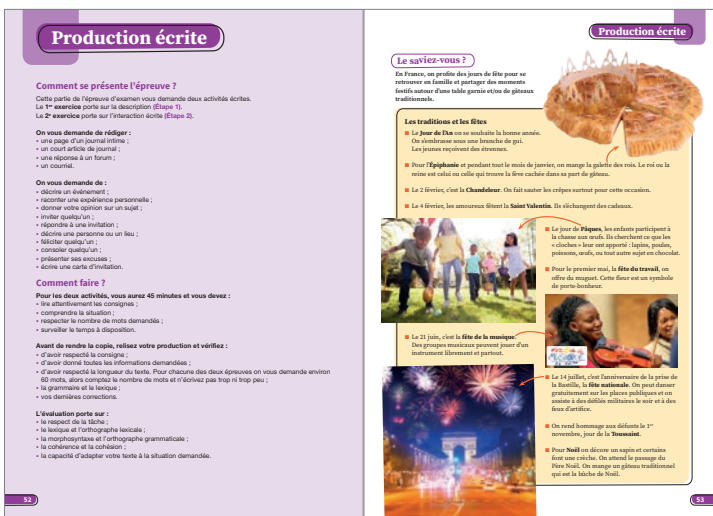 Production écrite
Comment se présente l'épreuve ?
Cette partie de l'épreuve d'examen vous demande deux activités écrites.
Le 1er exercice porte sur la description (Étape 1).
Le 2e exercice porte sur l'interaction écrite (Étape 2).
On vous demande de rédiger :
• une page d'un journal intime ;
• un court article de journal ;
• une réponse à un forum ;
• un courriel.
On vous demande de :
• décrire un événement ;
• raconter une expérience personnelle ;
• donner votre opinion sur un sujet ;
• inviter quelqu'un ;
• répondre à une invitation ;
• décrire une personne ou un lieu ;
• féliciter quelqu'un ;
• consoler quelqu'un ;
• présenter ses excuses ;
• écrire une carte d'invitation.
Comment faire ?
Pour les deux activités, vous aurez 45 minutes et vous devez :
• lire attentivement les consignes ;
• comprendre la situation ;
• respecter le nombre de mots demandés ;
• surveiller le temps à disposition.
Avant de rendre la copie, relisez votre production et vérifiez :
• d'avoir respecté la consigne ;
• d'avoir donné toutes les informations demandées ;
• d'avoir respecté la longueur du texte. Pour chacune des deux épreuves on vous demande environ
60 mots, alors comptez le nombre de mots et n'écrivez pas trop ni trop peu ;
• la grammaire et le lexique ;
• vos dernières corrections.
L'évaluation porte sur :
• le respect de la tâche ;
• le lexique et l'orthographe lexicale ;
• la morphosyntaxe et l'orthographe grammaticale ;
• la cohérence et la cohésion ;
• la capacité d'adapter votre texte à la situation demandée.
52
Production écrite
Le saviez-vous ?
En France, on profite des jours de fête pour se
retrouver en famille et partager des moments
festifs autour d'une table garnie et/ou de gâteaux
traditionnels.
Les traditions et les fêtes
■ Le Jour de l'An on se souhaite la bonne année.
On s'embrasse sous une branche de gui.
Les jeunes reçoivent des étrennes.
■ Pour l'Épiphanie et pendant tout le mois de janvier, on mange la galette des rois. Le roi ou la
reine est celui ou celle qui trouve la fève cachée dans sa part de gâteau.
■ Le 2 février, c'est la Chandeleur. On fait sauter les crêpes surtout pour cette occasion.
■ Le 4 février, les amoureux fêtent la Saint Valentin. Ils s'échangent des cadeaux.
■ Le jour de Pâques, les enfants participent à
la chasse aux œufs. Ils cherchent ce que les
« cloches » leur ont apporté : lapins, poules,
poissons, œufs, ou tout autre sujet en chocolat.
■ Pour le premier mai, la fête du travail, on
offre du muguet. Cette fleur est un symbole
de porte-bonheur.
■ Le 21 juin, c'est la fête de la musique.
Des groupes musicaux peuvent jouer d'un
instrument librement et partout.
■ Le 14 juillet, c'est l'anniversaire de la prise de
la Bastille, la fête nationale. On peut danser
gratuitement sur les places publiques et on
assiste à des défilés militaires le soir et à des
feux d'artifice.
■ On rend hommage aux défunts le 1er
novembre, jour de la Toussaint.
■ Pour Noël on décore un sapin et certains
font une crèche. On attend le passage du
Père Noël. On mange un gâteau traditionnel
qui est la bûche de Noël.
53